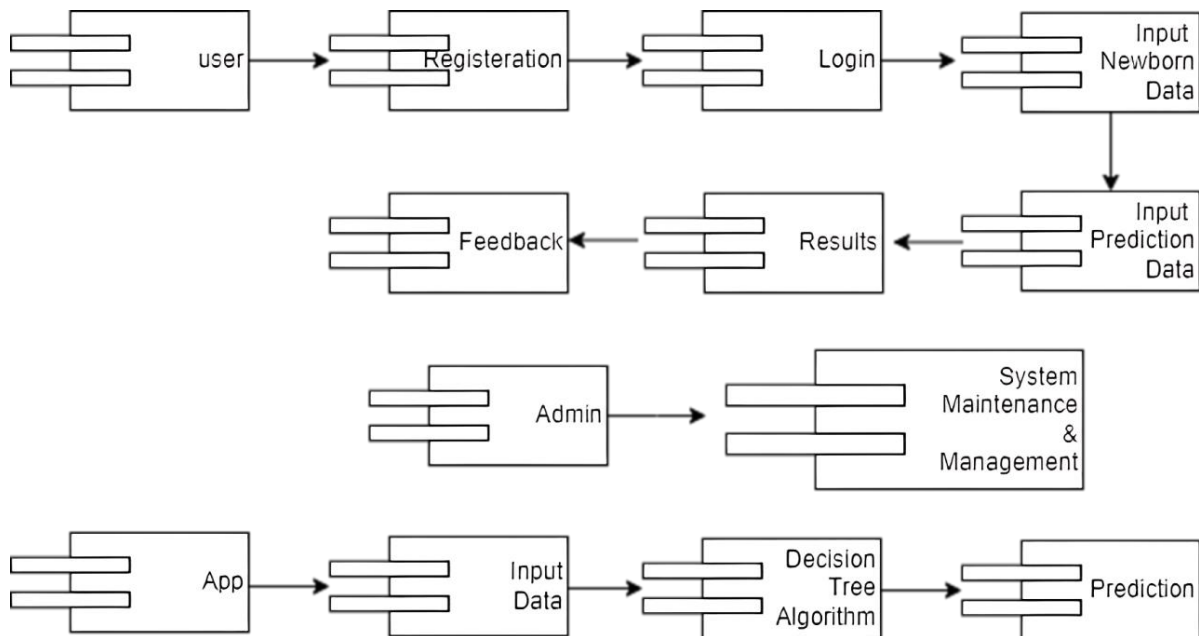 user
Registeration
Login
Input
Newborn
Data
Feedback
Results
Input
Prediction
Data
Admin
System
Maintenance
&
Management
App
Input
Data
Decision
Tree
Algorithm
Prediction